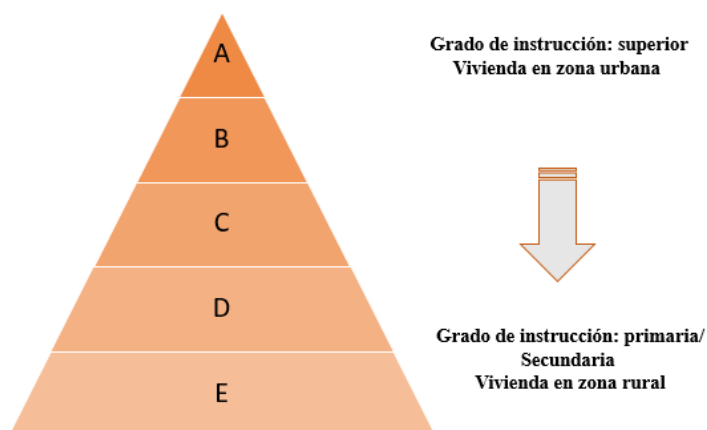 A
Grado de instrucción: superior
Vivienda en zona urbana
B
C
D
Grado de instrucción: primaria/
Secundaria
Vivienda en zona rural
E